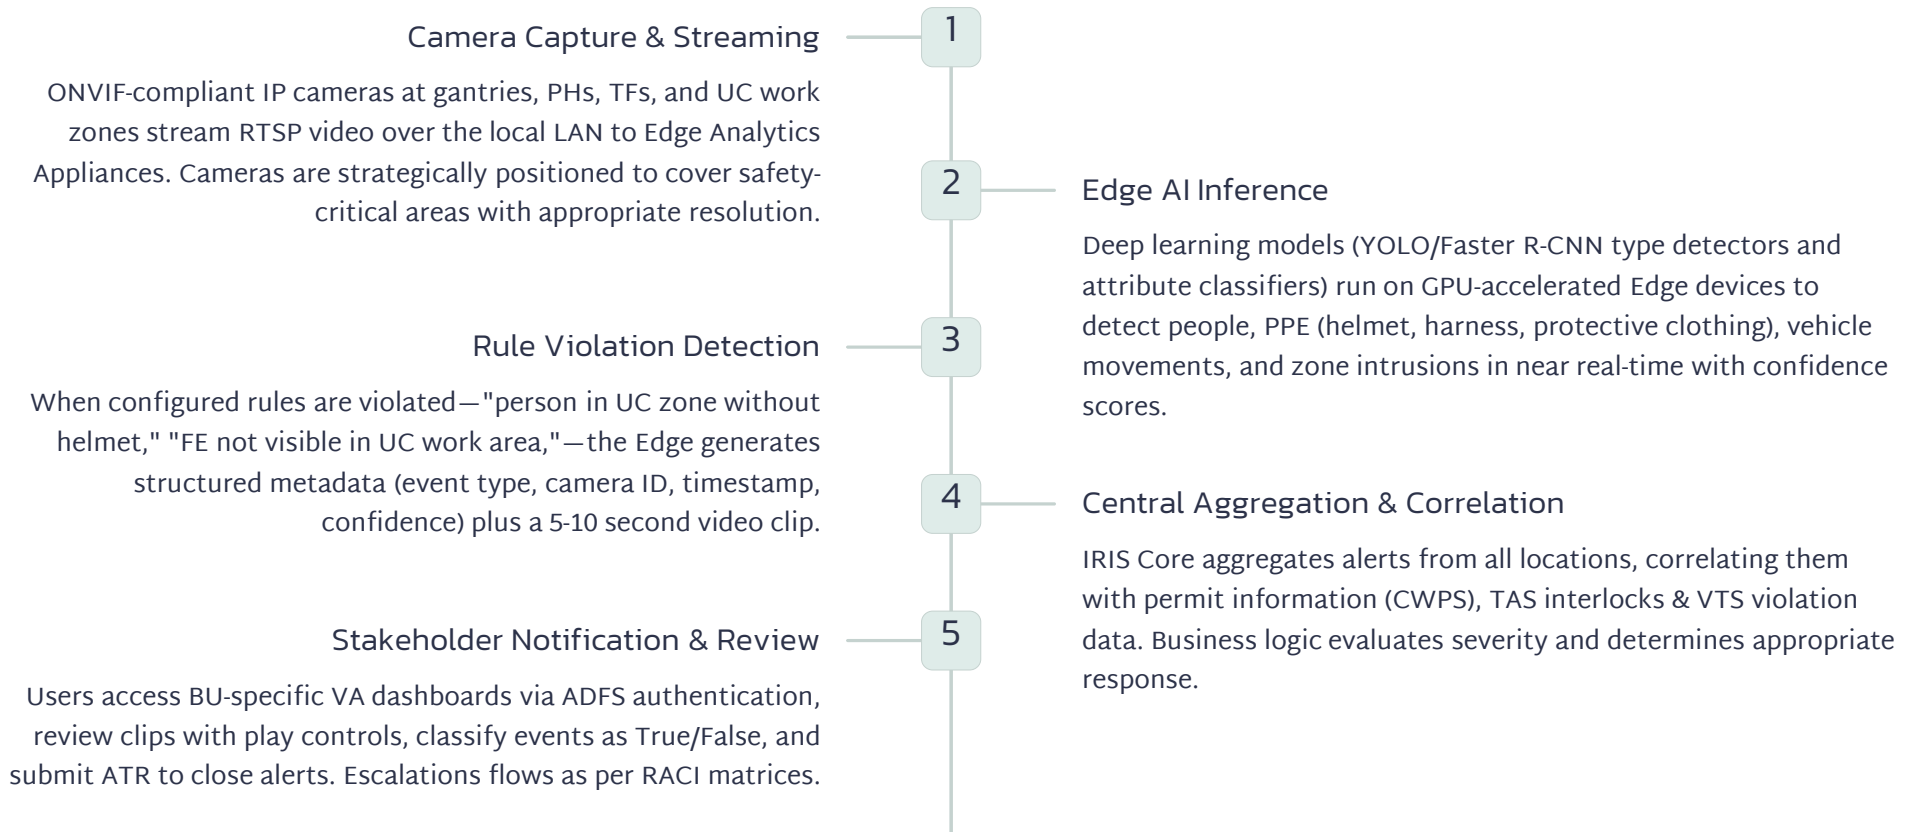 1
Camera Capture & Streaming
ONVIF-compliant IP cameras at gantries, PHs, TFs, and UC work
zones stream RTSP video over the local LAN to Edge Analytics
Appliances. Cameras are strategically positioned to cover safety-
critical areas with appropriate resolution.
2
Edge AI Inference
Deep learning models (YOLO/Faster R-CNN type detectors and
attribute classifiers) run on GPU-accelerated Edge devices to
detect people, PPE (helmet, harness, protective clothing), vehicle
movements, and zone intrusions in near real-time with confidence
scores.
3
Rule Violation Detection
When configured rules are violated—"person in UC zone without
helmet," "FE not visible in UC work area,"—the Edge generates
structured metadata (event type, camera ID, timestamp,
confidence) plus a 5-10 second video clip.
4
Central Aggregation & Correlation
IRIS Core aggregates alerts from all locations, correlating them
with permit information (CWPS), TAS interlocks & VTS violation
data. Business logic evaluates severity and determines appropriate
response.
5
Stakeholder Notification & Review
Users access BU-specific VA dashboards via ADFS authentication,
review clips with play controls, classify events as True/False, and
submit ATR to close alerts. Escalations flows as per RACI matrices.